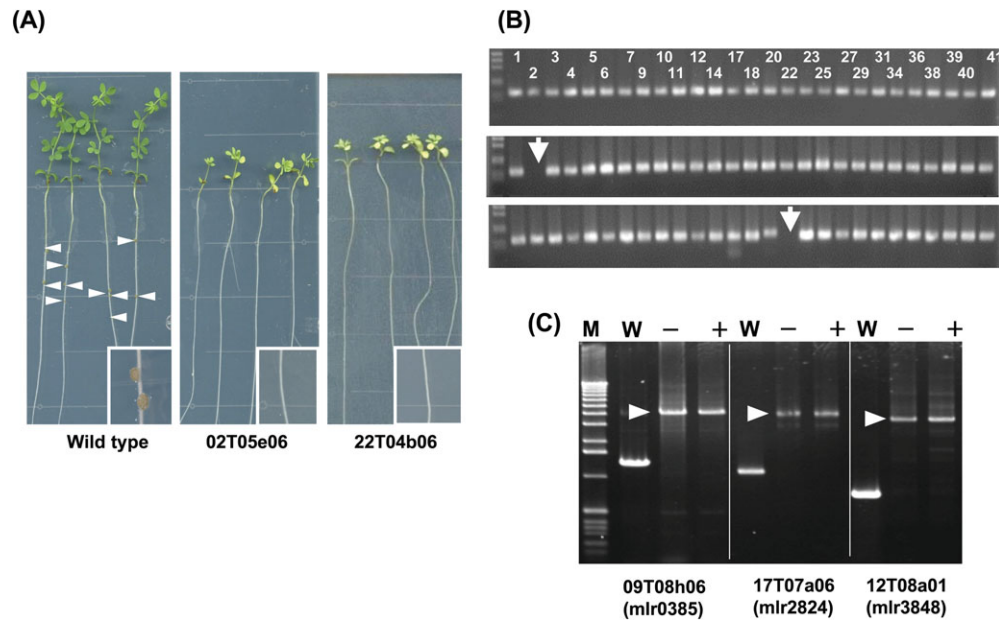 (A)
Wild type 02T05e06 22T04b06
(B)
1 3 5 7 10 12 17 20 23 27 31 36 39 41
2 4 6 9 11 14 18 22 25 29 34 38 40
(C)
M W – + W – + W – +
09T08h06 17T07a06 12T08a01
(mlr0385) (mlr2824) (mlr3848)